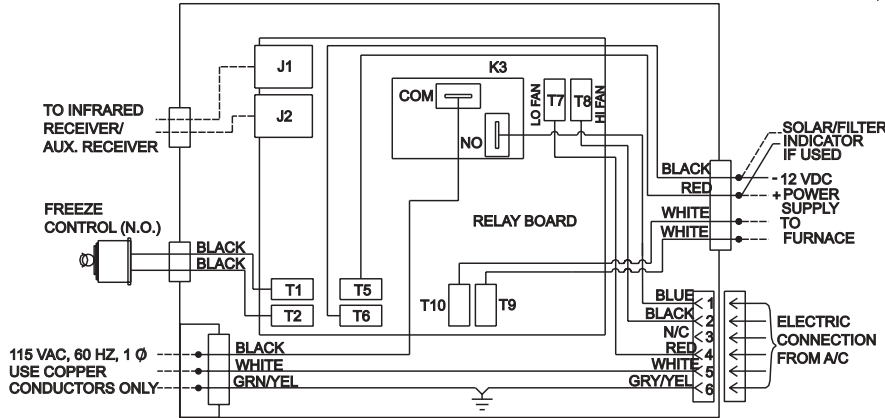 J1
J2
K3
COM
NO
LO FAN
T7
T8
HI FAN
TO INFRARED
RECEIVER/
AUX. RECEIVER
SOLAR/FILTER
INDICATOR
IF USED
BLACK
- 12 VDC
RED
+ POWER
SUPPLY
TO
FURNACE
WHITE
WHITE
FREEZE
CONTROL (N.O.)
BLACK
BLACK
RELAY BOARD
T1
T2
T5
T6
T10
T9
BLUE
BLACK
N/C
RED
WHITE
GRY/YEL
1
2
3
4
5
6
ELECTRIC
CONNECTION
FROM A/C
115 VAC, 60 HZ, 1 Ø
USE COPPER
CONDUCTORS ONLY
BLACK
WHITE
GRN/YEL